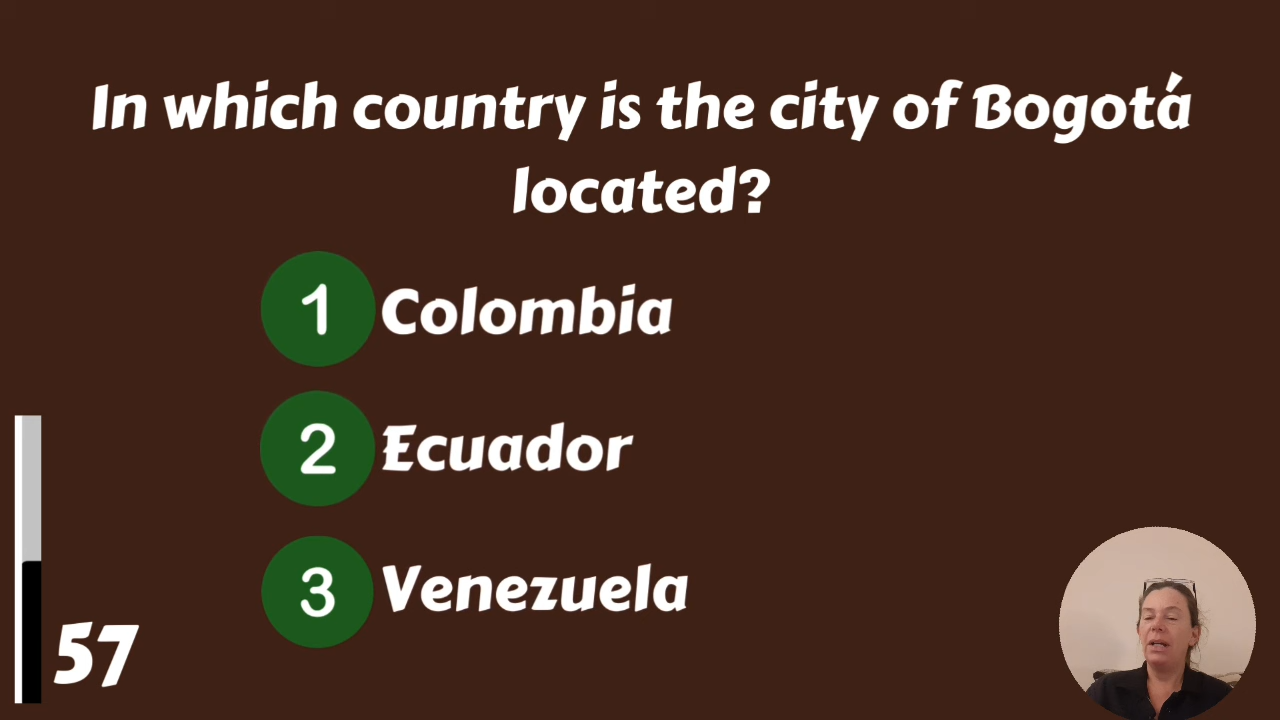 In which country is the city of Bogotá
located?
1 Colombia
2 Ecuador
3 Venezuela
57